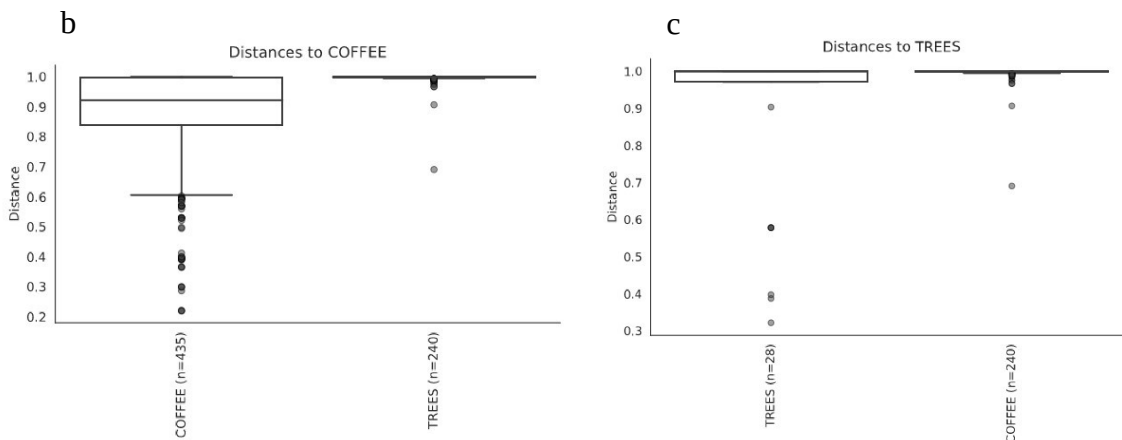 b
Distances to COFFEE
Distance
1.0
0.9
0.8
0.7
0.6
0.5
0.4
0.3
0.2
COFFEE (n=435)
TREES (n=240)
c
Distances to TREES
Distance
1.0
0.9
0.8
0.7
0.6
0.5
0.4
0.3
TREES (n=28)
COFFEE (n=240)